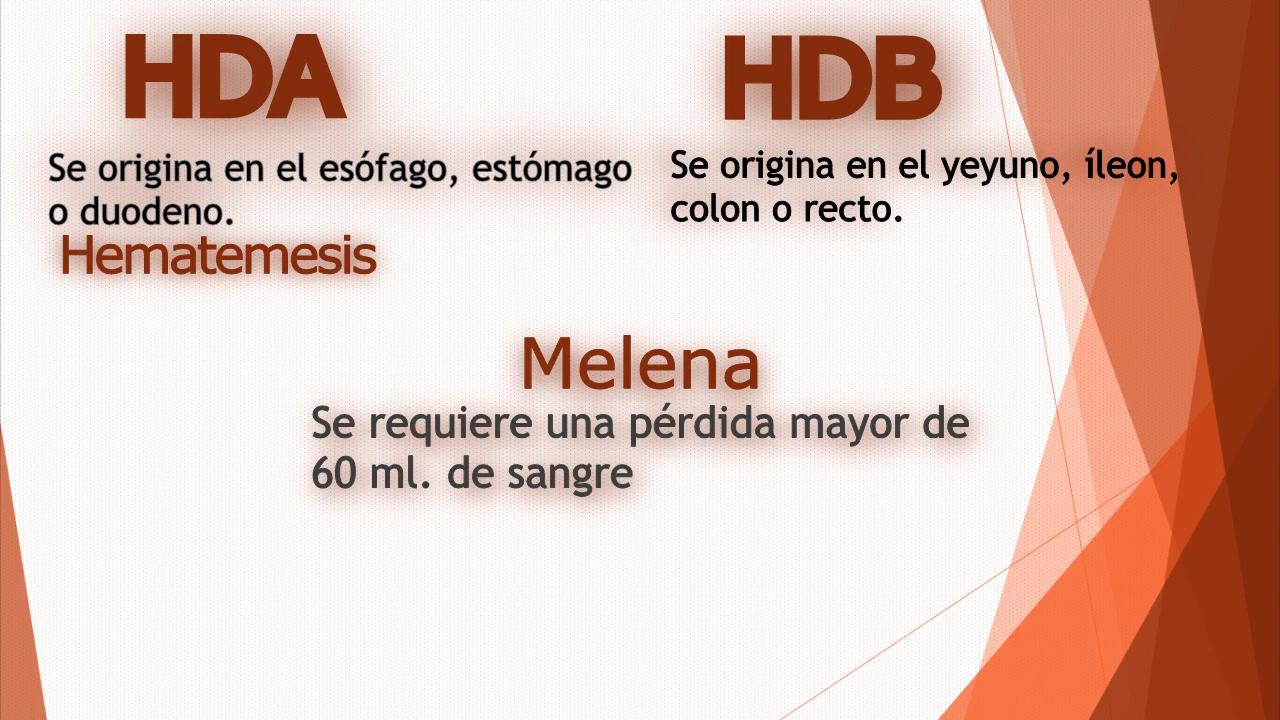 HDA
Se origina en el esófago, estómago
o duodeno.
Hematemesis
HDB
Se origina en el yeyuno, íleon,
colon o recto.
Melena
Se requiere una pérdida mayor de
60 ml. de sangre